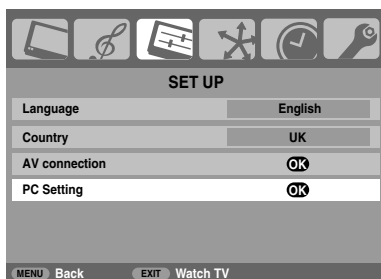 SET UP
Language English
Country UK
AV connection OK
PC Setting OK
MENU Back EXIT Watch TV